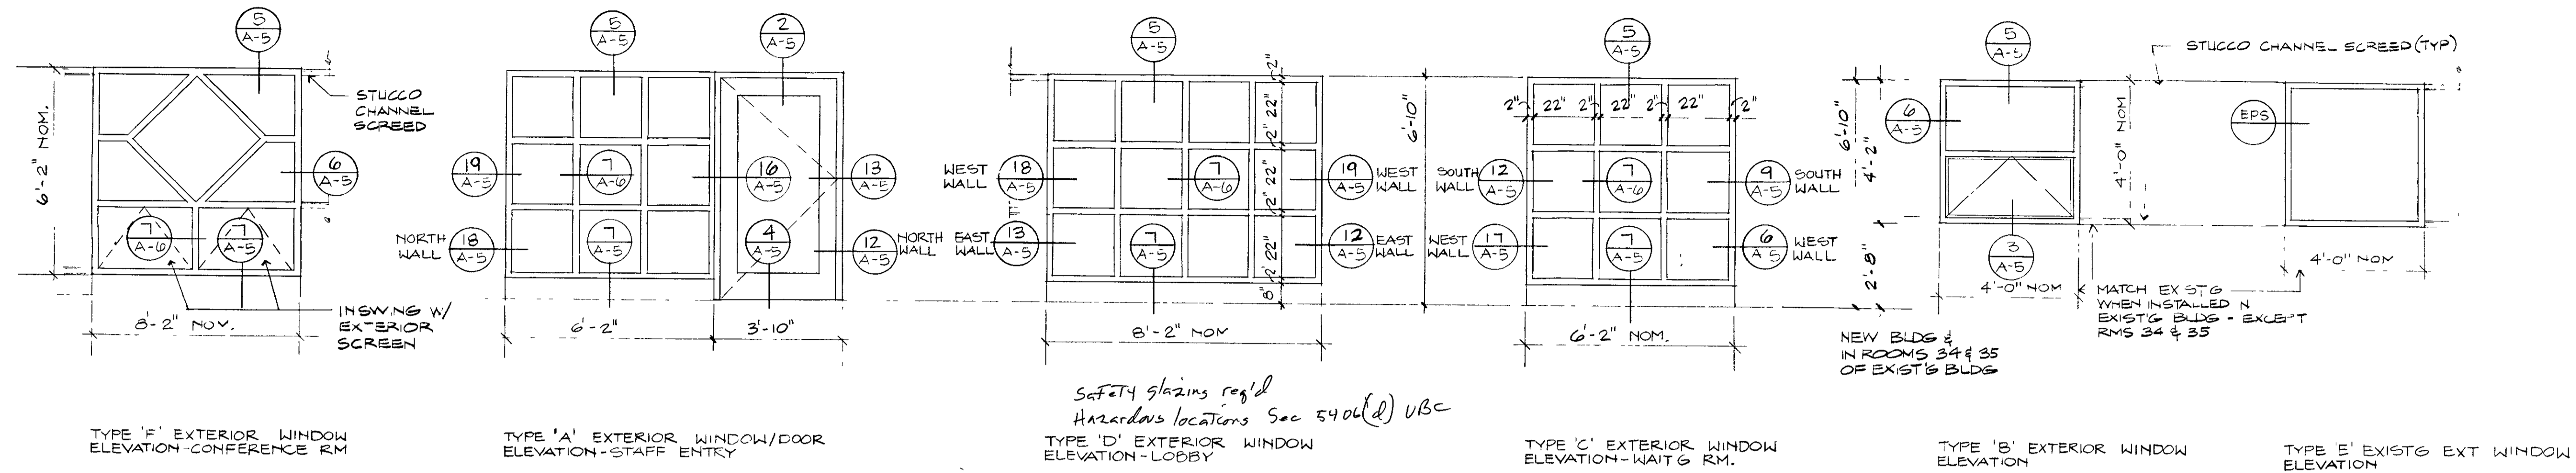 5
A-5
STUCCO
CHANNEL
SCREED
6
A-5
6'-2" NOM.
7
A-6
7
A-5
8'-2" NOM.
INSWING W/
EXTERIOR
SCREEN
TYPE 'F' EXTERIOR WINDOW
ELEVATION-CONFERENCE RM
5
A-5
2
A-5
19
A-5
7
A-6
16
A-5
13
A-5
NORTH
WALL
18
A-5
7
A-5
4
A-5
12
A-5
NORTH
WALL
6'-2"
3'-10"
TYPE 'A' EXTERIOR WINDOW/DOOR
ELEVATION-STAFF ENTRY
5
A-5
2"
22"
2"
22"
2"
22"
2"
8"
WEST
WALL
18
A-5
7
A-6
19
A-5
WEST
WALL
EAST
WALL
13
A-5
7
A-5
12
A-5
EAST
WALL
6'-10"
8'-2" NOM
Safety glazing req'd
Hazardous locations Sec 5406(d) UBC
TYPE 'D' EXTERIOR WINDOW
ELEVATION-LOBBY
5
A-5
2" 22" 2" 22" 2" 22" 2"
SOUTH
WALL
12
A-5
7
A-6
9
A-5
SOUTH
WALL
WEST
WALL
17
A-5
7
A-5
6
A-5
WEST
WALL
6'-2" NOM.
TYPE 'C' EXTERIOR WINDOW
ELEVATION-WAIT'G RM.
6'-10"
4'-2"
2'-8"
5
A-5
6
A-5
3
A-5
4'-0" NOM
4'-0" NOM
NEW BLDG &
IN ROOMS 34 & 35
OF EXIST'G BLDG
TYPE 'B' EXTERIOR WINDOW
ELEVATION
STUCCO CHANNEL SCREED (TYP)
EPS
4'-0" NOM
MATCH EXSTG
WHEN INSTALLED N
EXIST'G BLDG - EXCEPT
RMS 34 & 35
TYPE 'E' EXISTG EXT WINDOW
ELEVATION